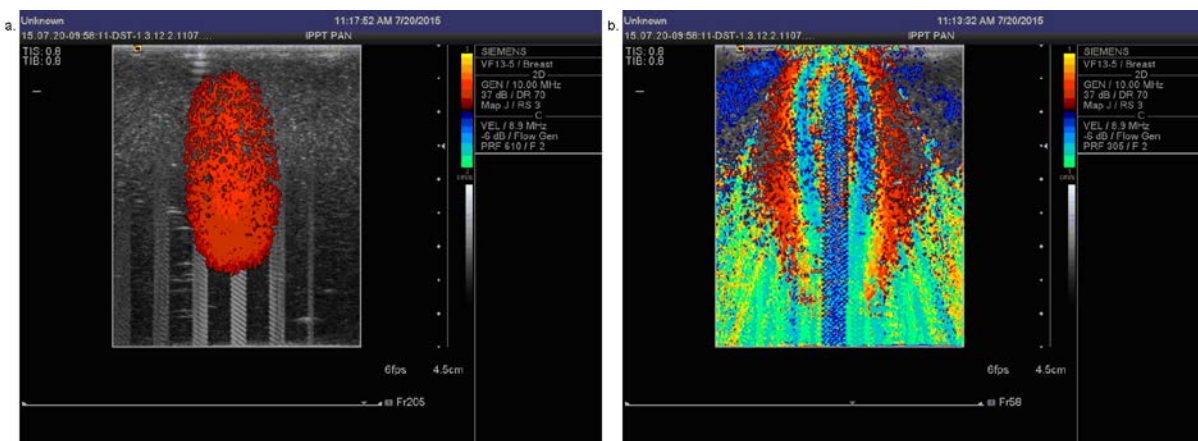 a.
Unknown 11:17:52 AM 7/20/2015
15.07.20-09:58:11-DST-1.3.12.2.1107.... IPPT PAN
TIS: 0.8
TIB: 0.8
SIEMENS
VF13-5 / Breast
2D
GEN / 10.00 MHz
37 dB / DR 70
Map J / RS 3
C
VEL / 8.9 MHz
-6 dB / Flow Gen
PRF 610 / F 2
cm/s
6fps 4.5cm
Fr205
b.
Unknown 11:13:32 AM 7/20/2015
15.07.20-09:58:11-DST-1.3.12.2.1107.... IPPT PAN
TIS: 0.8
TIB: 0.8
SIEMENS
VF13-5 / Breast
2D
GEN / 10.00 MHz
37 dB / DR 70
Map J / RS 3
C
VEL / 8.9 MHz
-6 dB / Flow Gen
PRF 305 / F 2
cm/s
6fps 4.5cm
Fr58